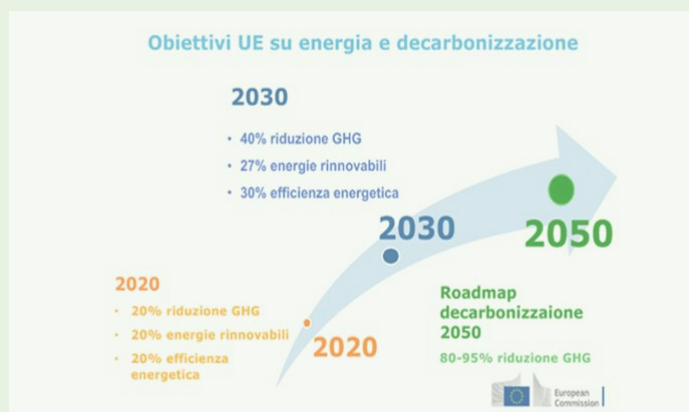 Obiettivi UE su energia e decarbonizzazione
2030
• 40% riduzione GHG
• 27% energie rinnovabili
• 30% efficienza energetica
2030
2050
2020
• 20% riduzione GHG
• 20% energie rinnovabili
• 20% efficienza
energetica
2020
Roadmap
decarbonizzaione
2050
80-95% riduzione GHG
European
Commission